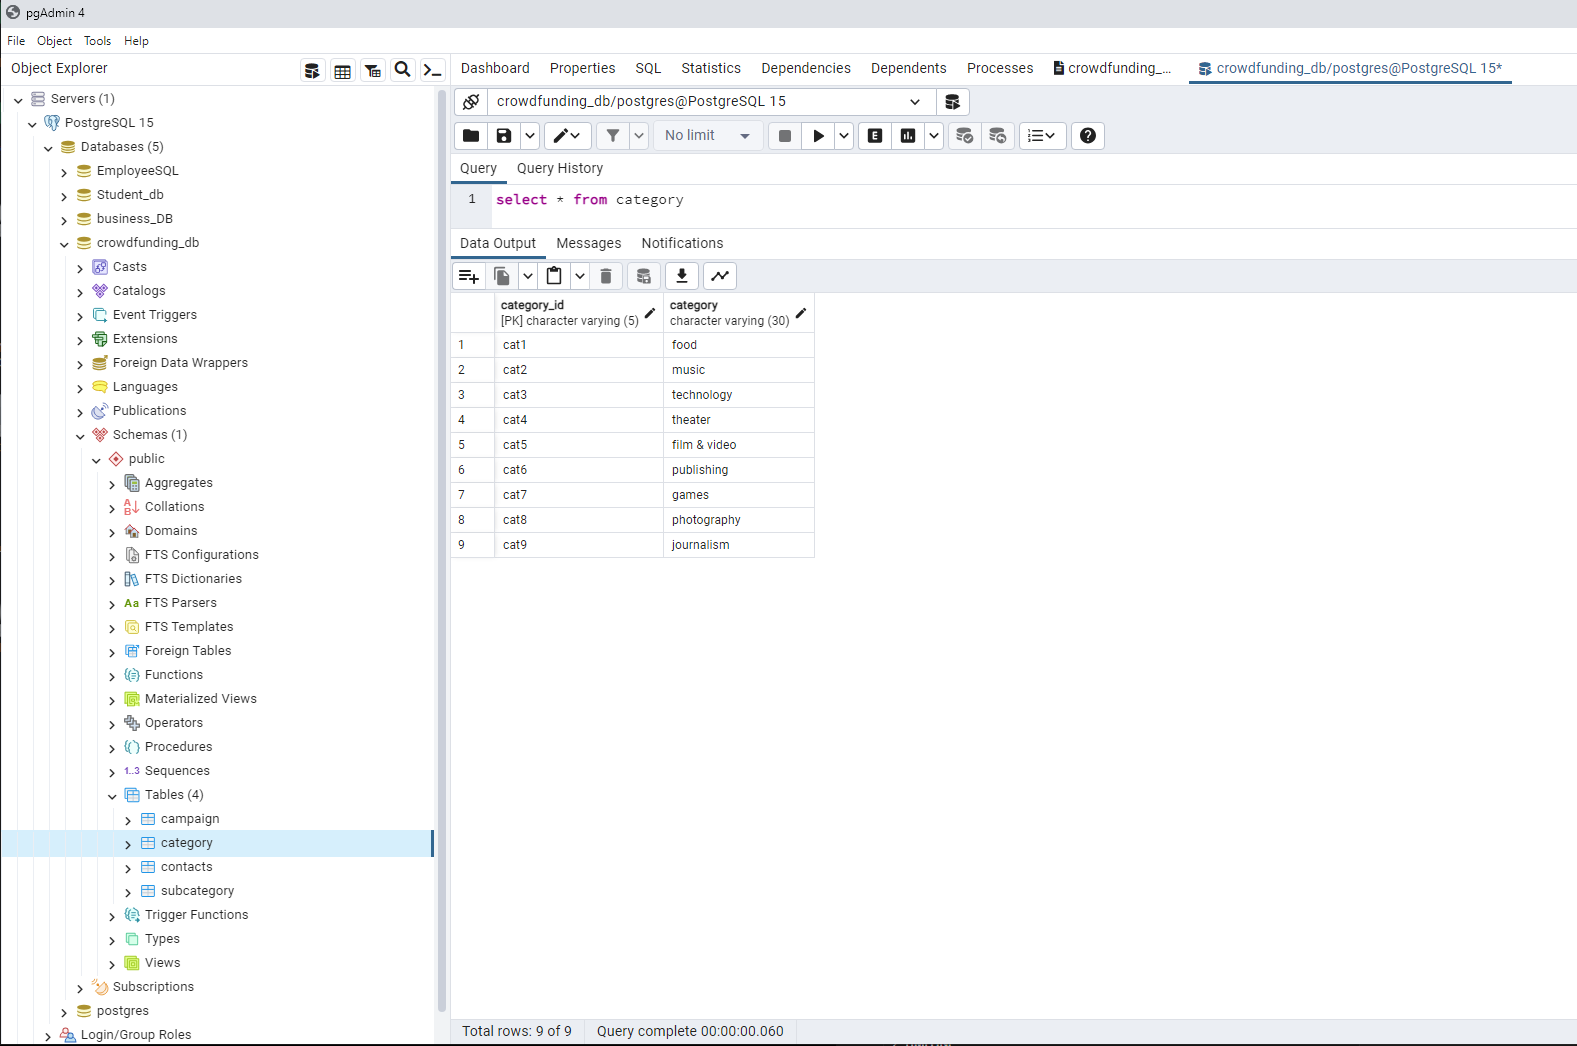 pgAdmin 4
File Object Tools Help
Object Explorer
Servers (1)
PostgreSQL 15
Databases (5)
EmployeeSQL
Student_db
business_DB
crowdfunding_db
Casts
Catalogs
Event Triggers
Extensions
Foreign Data Wrappers
Languages
Publications
Schemas (1)
public
Aggregates
Collations
Domains
FTS Configurations
FTS Dictionaries
Aa FTS Parsers
FTS Templates
Foreign Tables
Functions
Materialized Views
Operators
Procedures
1..3 Sequences
Tables (4)
campaign
category
contacts
subcategory
Trigger Functions
Types
Views
Subscriptions
postgres
Login/Group Roles
Dashboard Properties SQL Statistics Dependencies Dependents Processes crowdfunding_... crowdfunding_db/postgres@PostgreSQL 15*
crowdfunding_db/postgres@PostgreSQL 15
No limit E
Query Query History
1 select * from category
Data Output Messages Notifications
category_id category
[PK] character varying (5) character varying (30)
1 cat1 food
2 cat2 music
3 cat3 technology
4 cat4 theater
5 cat5 film & video
6 cat6 publishing
7 cat7 games
8 cat8 photography
9 cat9 journalism
Total rows: 9 of 9 Query complete 00:00:00.060